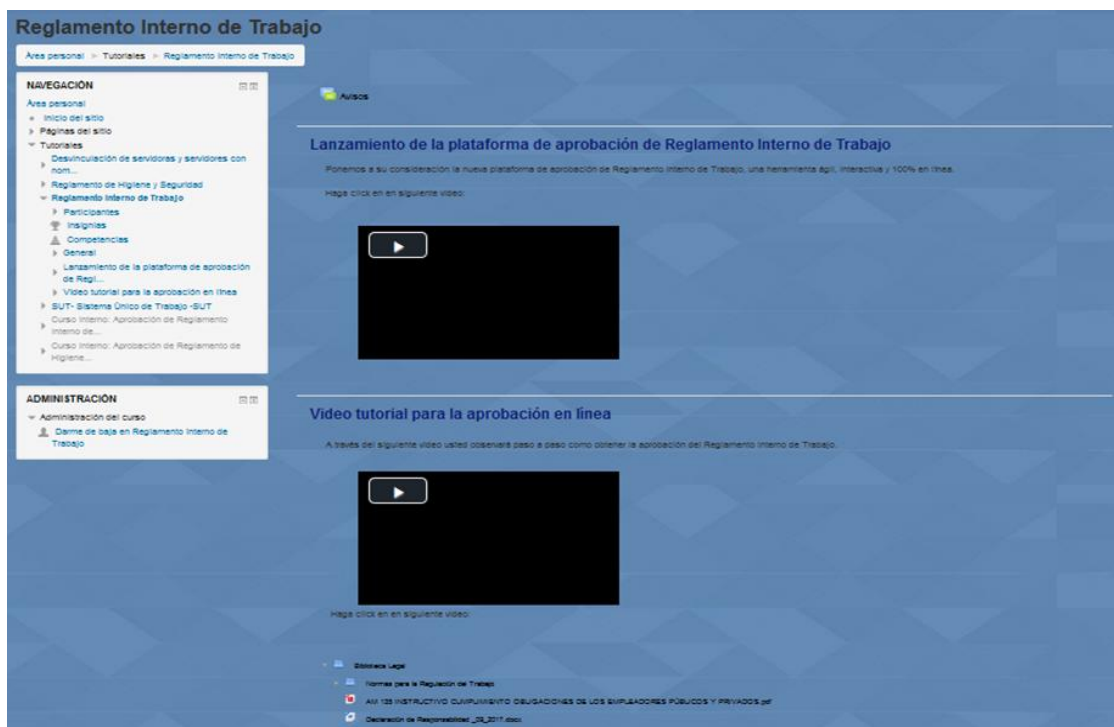 Reglamento Interno de Trabajo
Área personal ► Tutoriales ► Reglamento Interno de Trabajo
NAVEGACIÓN
Área personal
Inicio del sitio
Páginas del sitio
Tutoriales
Desvinculación de servidoras y servidores con
nom...
Reglamento de Higiene y Seguridad
Reglamento Interno de Trabajo
Participantes
Insignias
Competencias
General
Lanzamiento de la plataforma de aprobación
de Regl...
Video tutorial para la aprobación en línea
SUT- Sistema Único de Trabajo -SUT
Curso Interno: Aprobación de Reglamento
Interno de...
Curso Interno: Aprobación de Reglamento de
Higiene...
ADMINISTRACIÓN
Administración del curso
Darme de baja en Reglamento Interno de
Trabajo
Avisos
Lanzamiento de la plataforma de aprobación de Reglamento Interno de Trabajo
Ponemos a su consideración la nueva plataforma de aprobación de Reglamento Interno de Trabajo, una herramienta ágil, interactiva y 100% en línea.
Haga click en en siguiente video:
Video tutorial para la aprobación en línea
A través del siguiente video usted observará paso a paso como obtener la aprobación del Reglamento Interno de Trabajo.
Haga click en en siguiente video:
Biblioteca Legal
Normas para la Regulación de Trabajo
AM 135 INSTRUCTIVO CUMPLIMIENTO OBLIGACIONES DE LOS EMPLEADORES PÚBLICOS Y PRIVADOS.pdf
Declaración de Responsabilidad _09_2017.docx